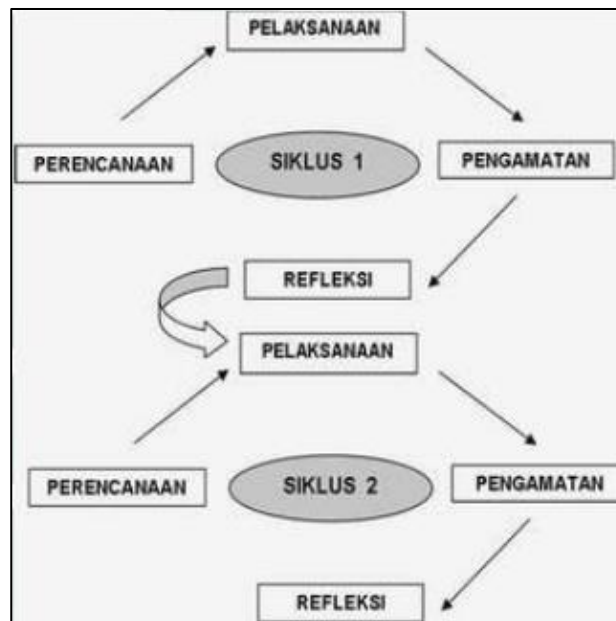 PELAKSANAAN
PERENCANAAN
SIKLUS 1
PENGAMATAN
REFLEKSI
PELAKSANAAN
PERENCANAAN
SIKLUS 2
PENGAMATAN
REFLEKSI